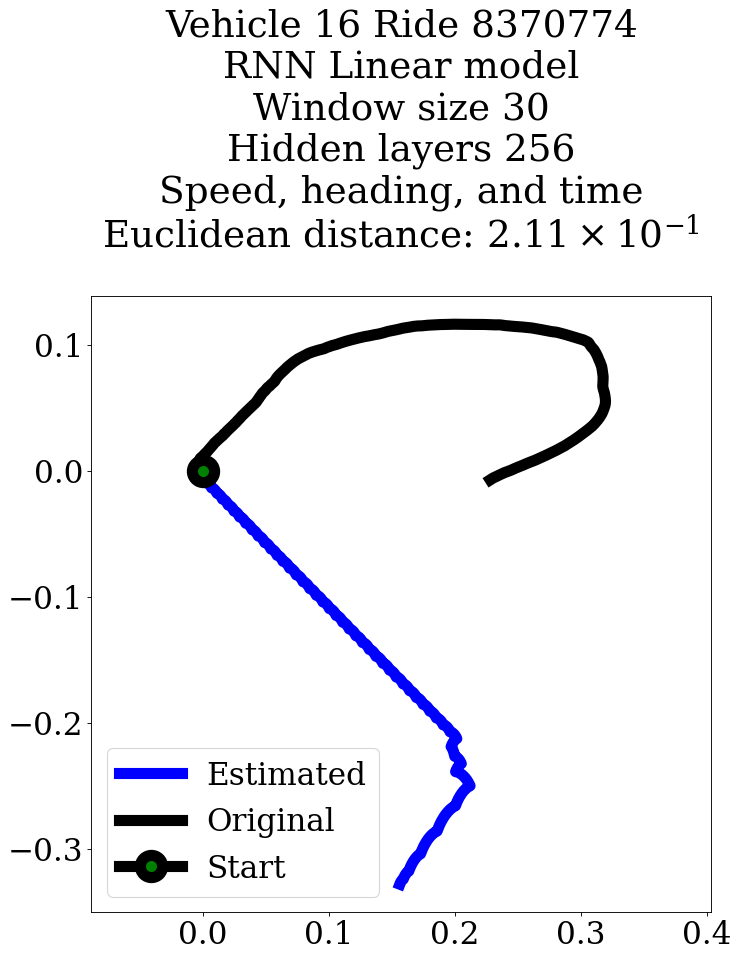 Vehicle 16 Ride 8370774
RNN Linear model
Window size 30
Hidden layers 256
Speed, heading, and time
Euclidean distance: 2.11 × 10⁻¹
0.1
0.0
−0.1
−0.2
−0.3
Estimated
Original
Start
0.0 0.1 0.2 0.3 0.4